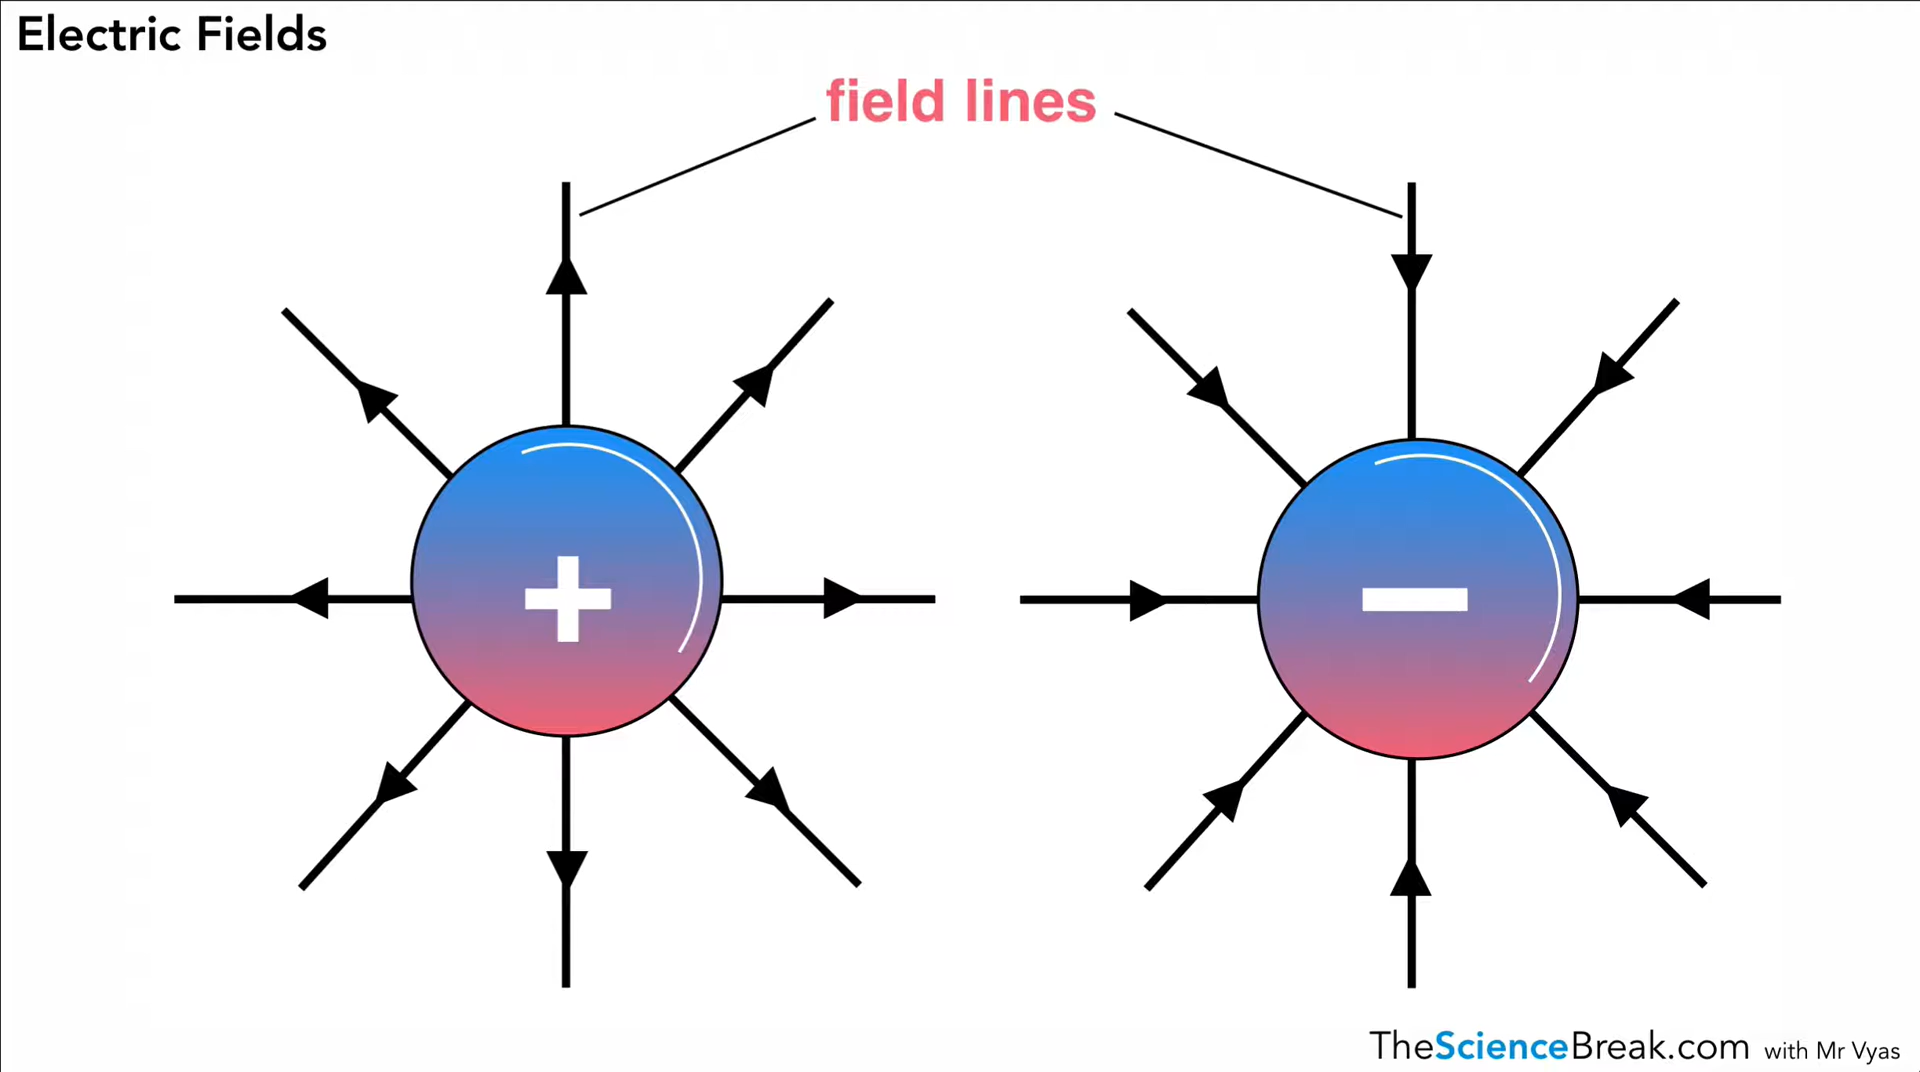 Electric Fields
field lines
+ −
TheScienceBreak.com with Mr Vyas